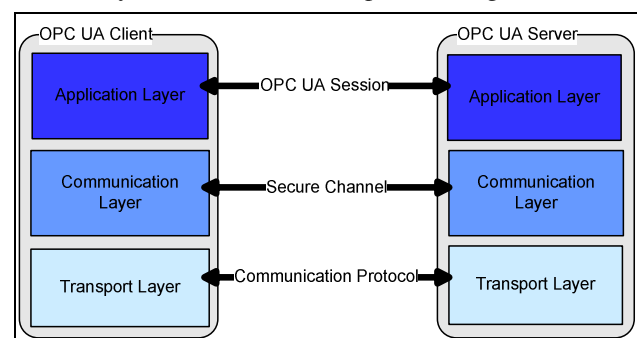 OPC UA Client
OPC UA Server
Application Layer
OPC UA Session
Application Layer
Communication
Layer
Secure Channel
Communication
Layer
Transport Layer
Communication Protocol
Transport Layer